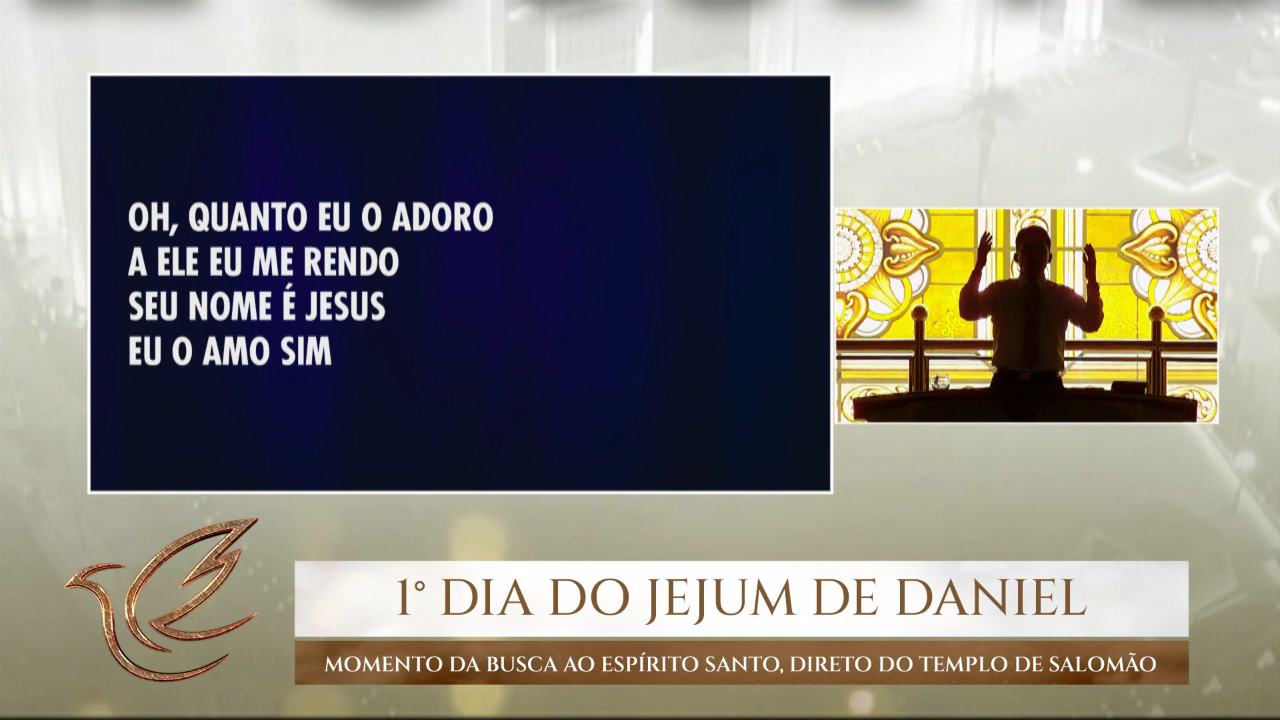 OH, QUANTO EU O ADORO
A ELE EU ME RENDO
SEU NOME É JESUS
EU O AMO SIM
1° DIA DO JEJUM DE DANIEL
MOMENTO DA BUSCA AO ESPÍRITO SANTO, DIRETO DO TEMPLO DE SALOMÃO